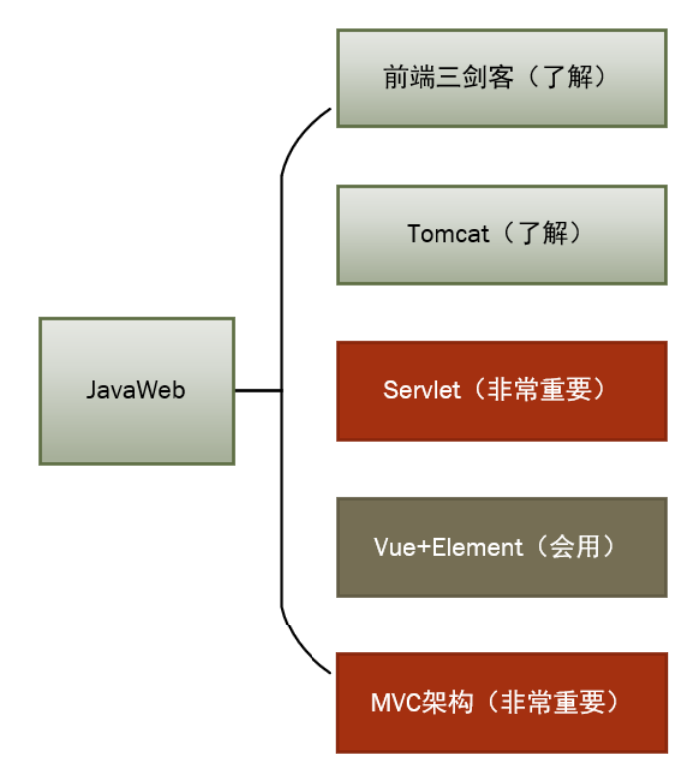 前端三剑客（了解）
Tomcat（了解）
JavaWeb
Servlet（非常重要）
Vue+Element（会用）
MVC架构（非常重要）